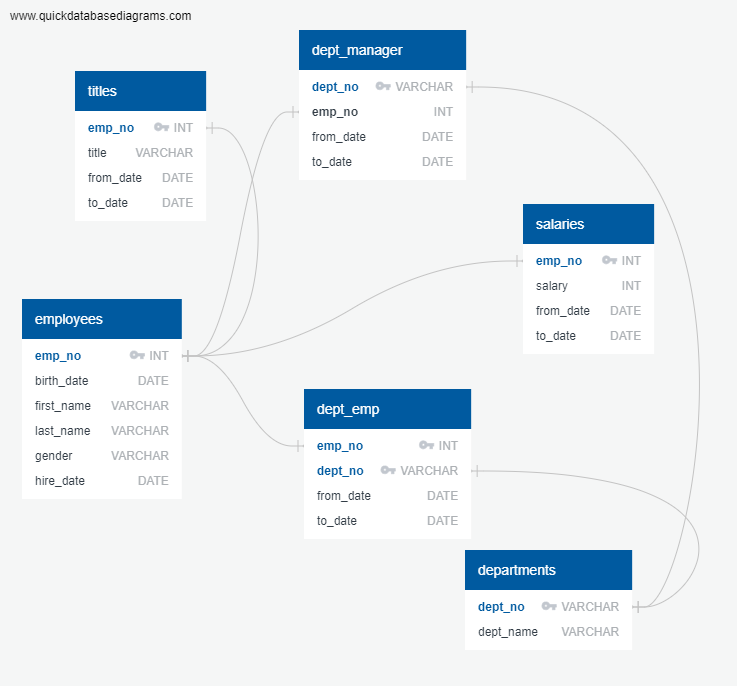 www.quickdatabasediagrams.com
dept_manager
dept_no VARCHAR
emp_no INT
from_date DATE
to_date DATE
titles
emp_no INT
title VARCHAR
from_date DATE
to_date DATE
salaries
emp_no INT
salary INT
from_date DATE
to_date DATE
employees
emp_no INT
birth_date DATE
first_name VARCHAR
last_name VARCHAR
gender VARCHAR
hire_date DATE
dept_emp
emp_no INT
dept_no VARCHAR
from_date DATE
to_date DATE
departments
dept_no VARCHAR
dept_name VARCHAR